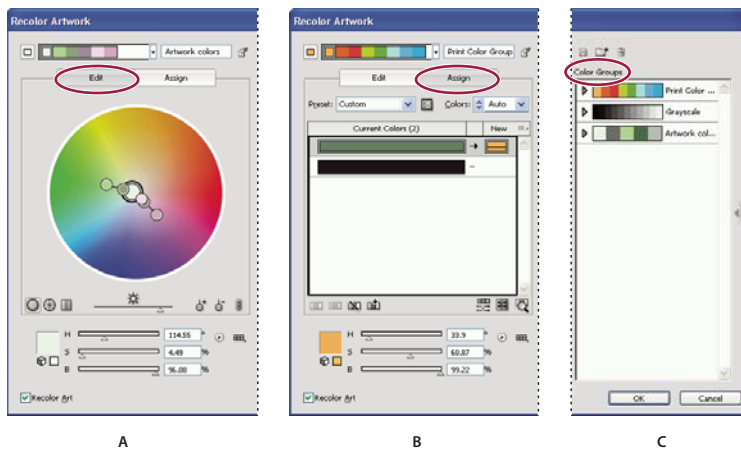 Recolor Artwork
Artwork colors
Edit
Assign
H
114.55
°
S
4.49
%
B
96.08
%
Recolor Art
A
Recolor Artwork
Print Color Group
Edit
Assign
Preset:
Custom
Colors:
Auto
Current Colors (2)
New
H
33.9
°
S
60.87
%
B
99.22
%
Recolor Art
B
Color Groups
Print Color ...
Grayscale
Artwork col...
OK
Cancel
C